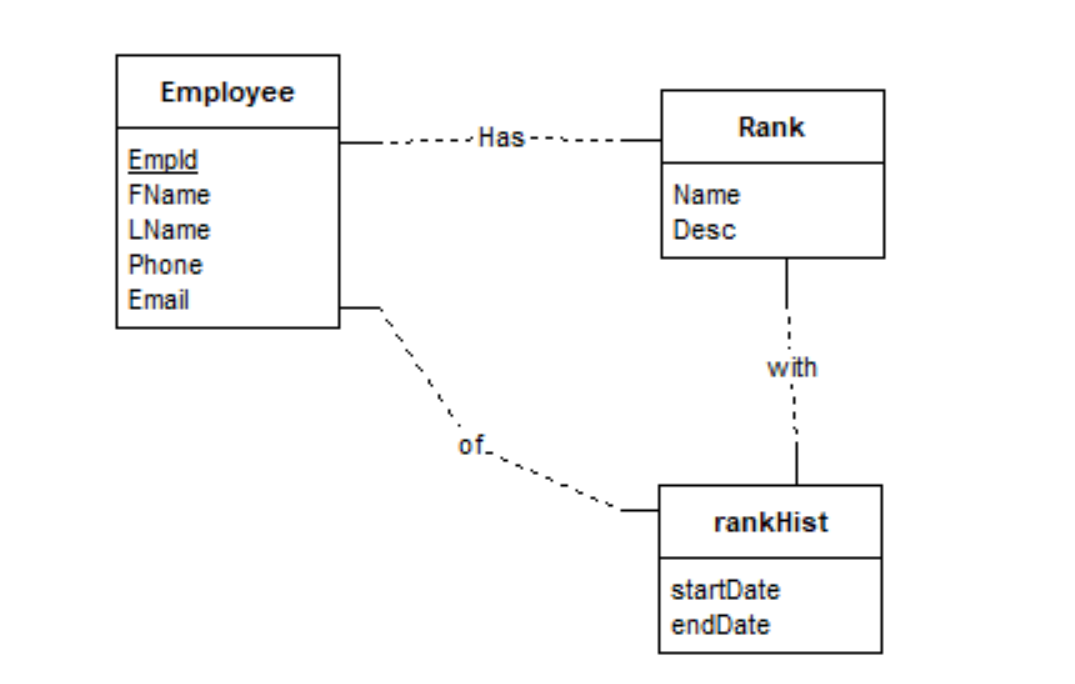 Employee
EmpId
FName
LName
Phone
Email
Has
Rank
Name
Desc
with
of
rankHist
startDate
endDate